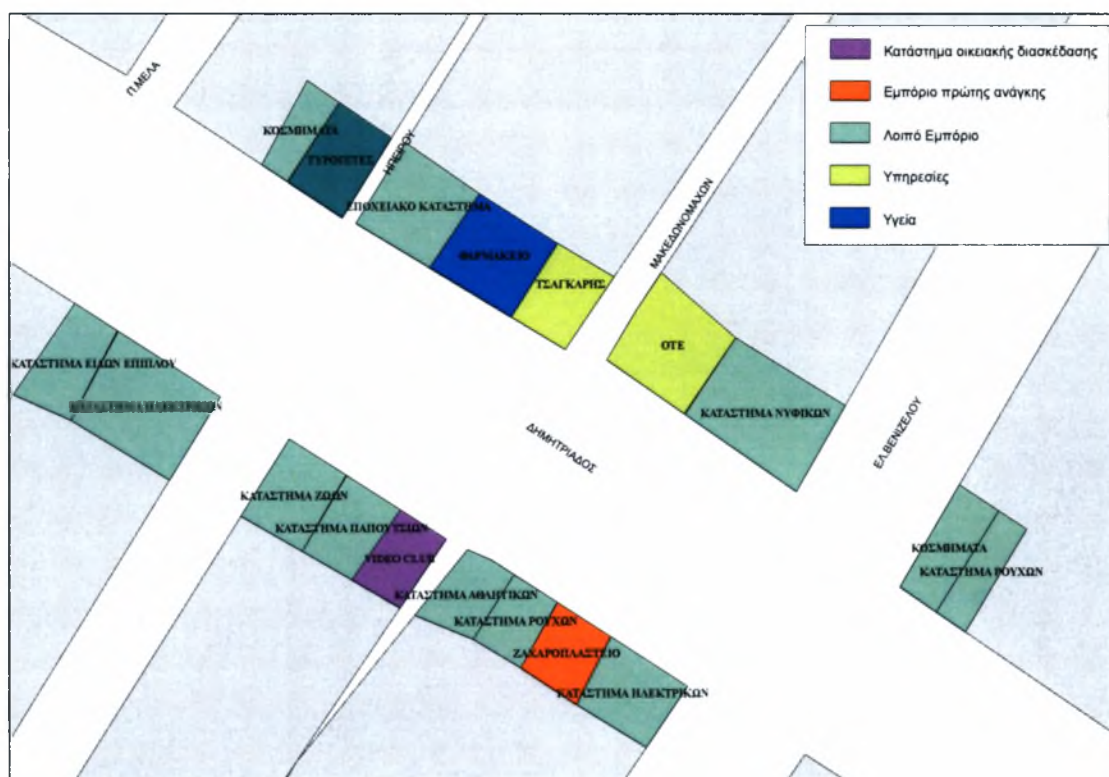 Κατάστημα οικειακής διασκέδασης
Εμπόριο πρώτης ανάγκης
Λοιπό Εμπόριο
Υπηρεσίες
Υγεία
Π.ΜΕΛΑ
ΚΟΣΜΗΜΑΤΑ
ΤΥΡΟΠΙΤΕΣ
ΗΠΕΙΡΟΥ
ΕΠΟΧΕΙΑΚΟ ΚΑΤΑΣΤΗΜΑ
ΦΑΡΜΑΚΕΙΟ
ΤΣΑΓΚΑΡΗΣ
ΜΑΚΕΔΟΝΟΜΑΧΩΝ
ΟΤΕ
ΚΑΤΑΣΤΗΜΑ ΝΥΦΙΚΩΝ
ΕΛ.ΒΕΝΙΖΕΛΟΥ
ΔΗΜΗΤΡΙΑΔΟΣ
ΚΑΤΑΣΤΗΜΑ ΕΙΔΩΝ ΕΠΙΠΛΟΥ
ΚΑΤΑΣΤΗΜΑ ΖΩΩΝ
ΚΑΤΑΣΤΗΜΑ ΠΑΠΟΥΤΣΙΩΝ
VIDEO CLUB
ΚΑΤΑΣΤΗΜΑ ΑΘΛΗΤΙΚΩΝ
ΚΑΤΑΣΤΗΜΑ ΡΟΥΧΩΝ
ΖΑΧΑΡΟΠΛΑΣΤΕΙΟ
ΚΑΤΑΣΤΗΜΑ ΗΛΕΚΤΡΙΚΩΝ
ΚΟΣΜΗΜΑΤΑ
ΚΑΤΑΣΤΗΜΑ ΡΟΥΧΩΝ